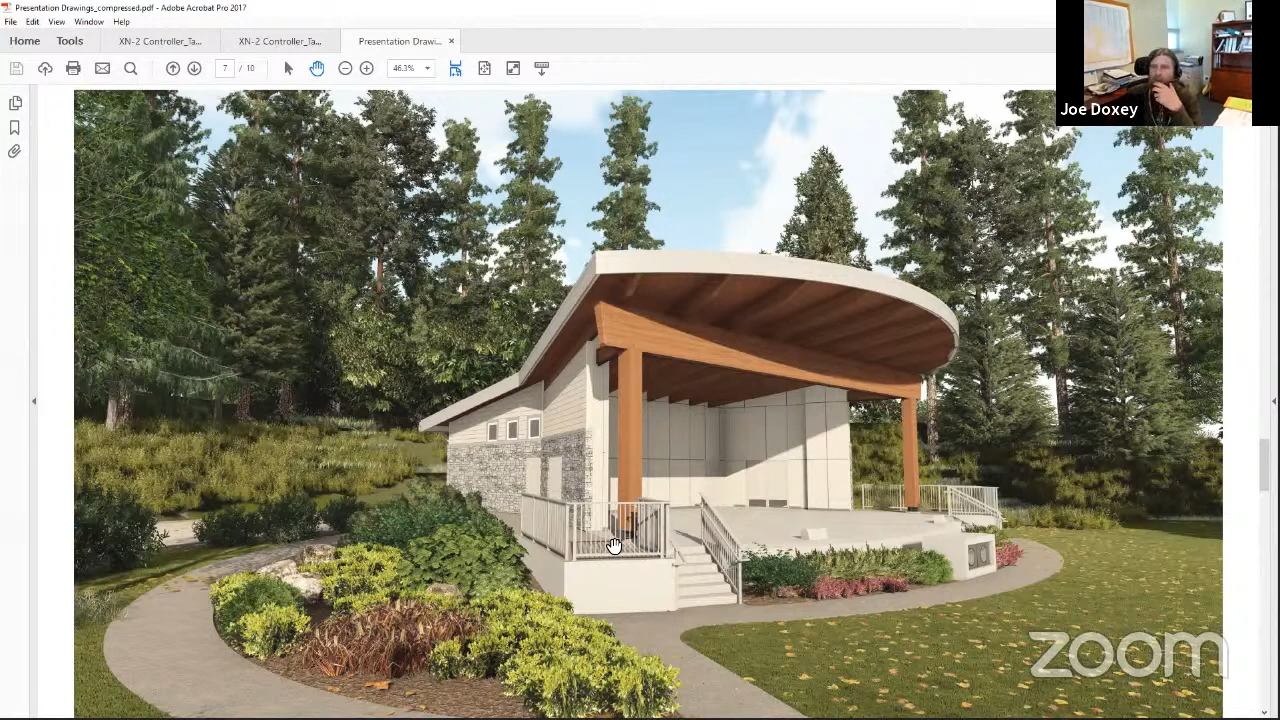 Presentation Drawings_compressed.pdf - Adobe Acrobat Pro 2017
File Edit View Window Help
Home Tools XN-2 Controller_Ta... XN-2 Controller_Ta... Presentation Drawi... ×
7 / 10 46.3%
Joe Doxey
zoom